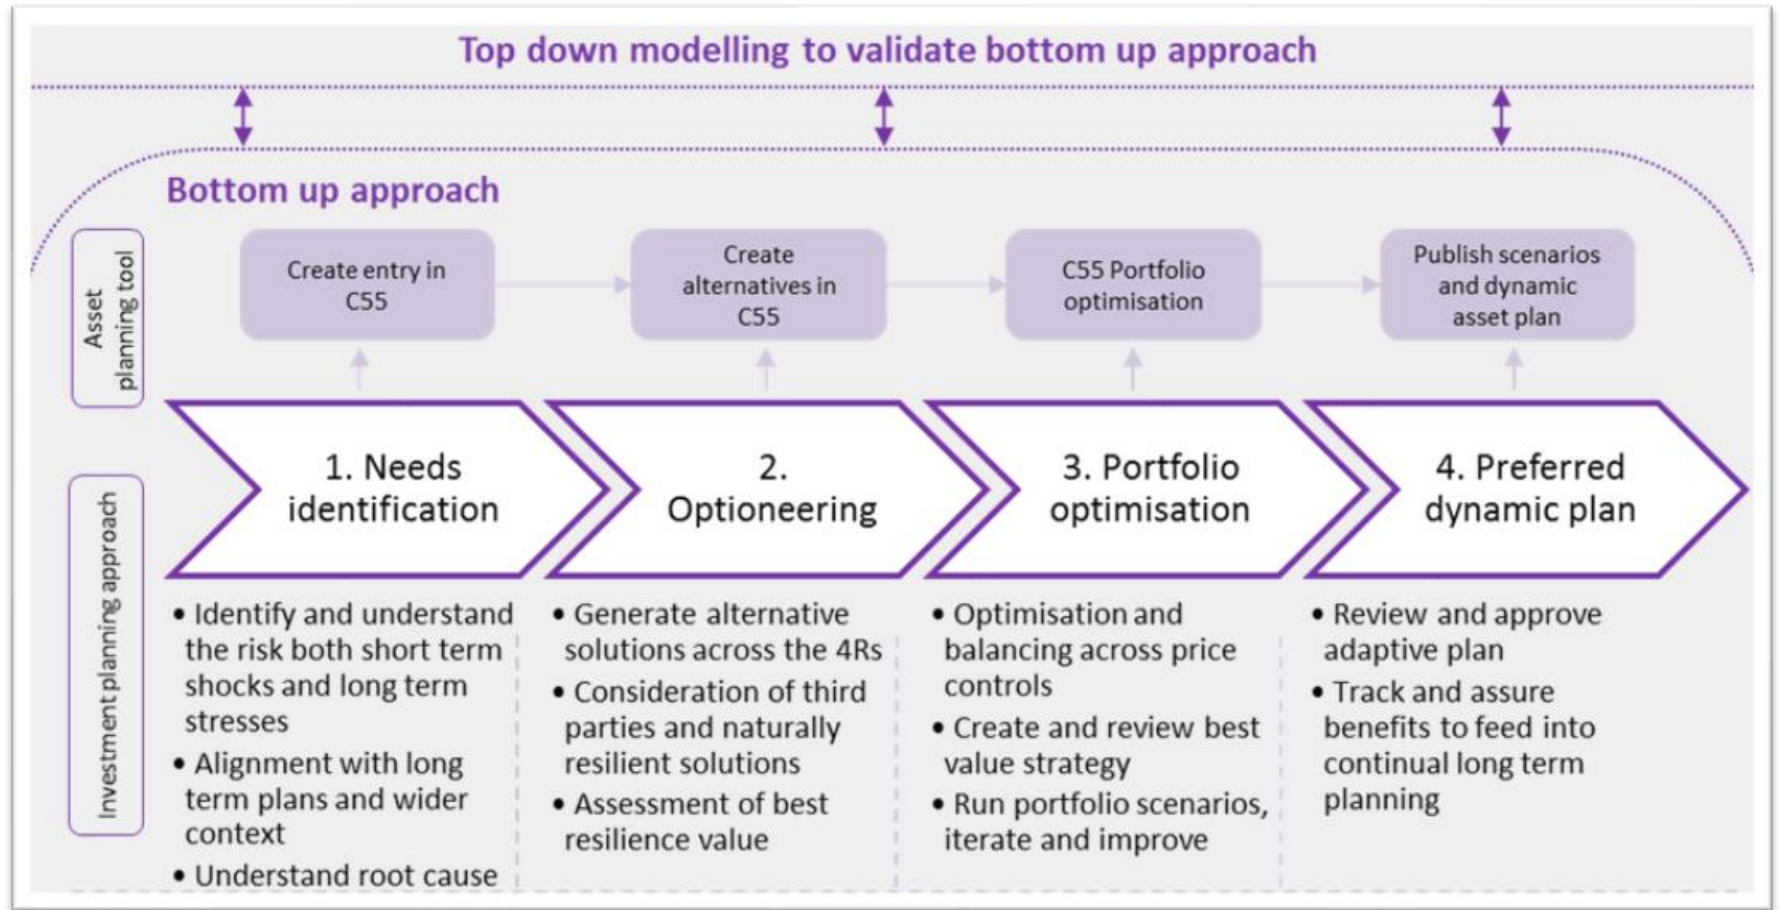 Top down modelling to validate bottom up approach
Bottom up approach
Asset
planning tool
Create entry in
C55
Create
alternatives in
C55
C55 Portfolio
optimisation
Publish scenarios
and dynamic
asset plan
Investment planning approach
1. Needs
identification
2.
Optioneering
3. Portfolio
optimisation
4. Preferred
dynamic plan
• Identify and understand
the risk both short term
shocks and long term
stresses
• Alignment with long
term plans and wider
context
• Understand root cause
• Generate alternative
solutions across the 4Rs
• Consideration of third
parties and naturally
resilient solutions
• Assessment of best
resilience value
• Optimisation and
balancing across price
controls
• Create and review best
value strategy
• Run portfolio scenarios,
iterate and improve
• Review and approve
adaptive plan
• Track and assure
benefits to feed into
continual long term
planning